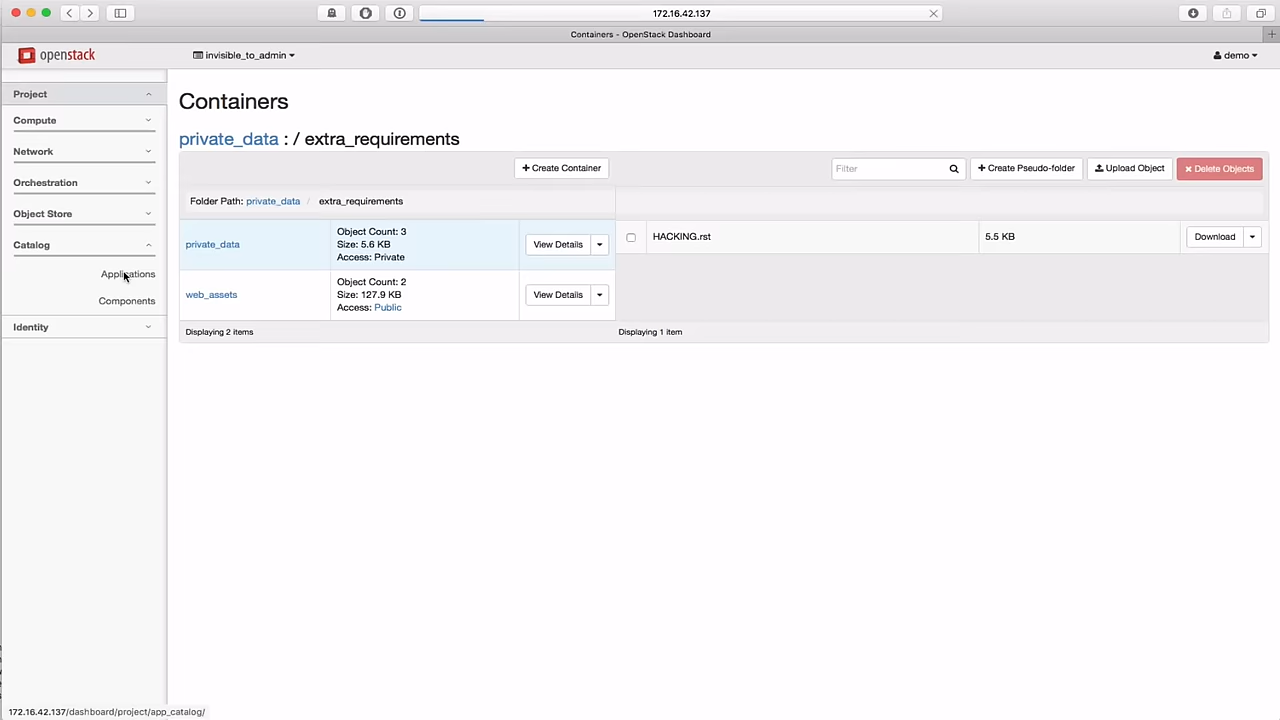 172.16.42.137
Containers - OpenStack Dashboard
openstack
invisible_to_admin
demo
Project
Compute
Network
Orchestration
Object Store
Catalog
Applications
Components
Identity
Containers
private_data : / extra_requirements
Create Container
Filter
Create Pseudo-folder
Upload Object
Delete Objects
Folder Path: private_data / extra_requirements
private_data
Object Count: 3
Size: 5.6 KB
Access: Private
View Details
web_assets
Object Count: 2
Size: 127.9 KB
Access: Public
View Details
Displaying 2 items
HACKING.rst
5.5 KB
Download
Displaying 1 item
172.16.42.137/dashboard/project/app_catalog/